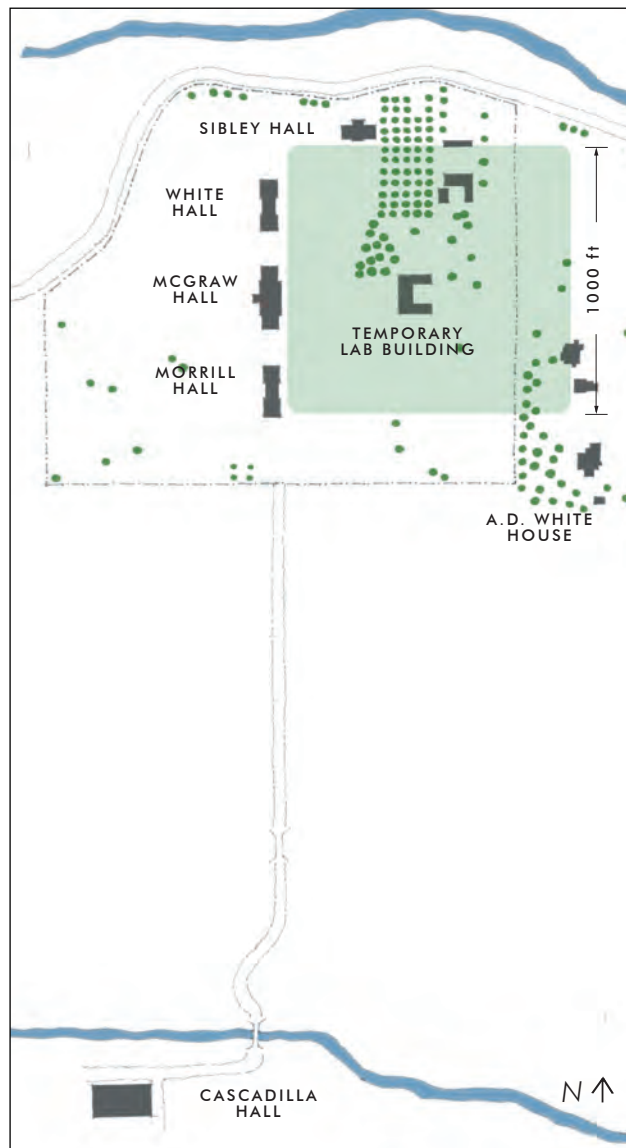 SIBLEY HALL
WHITE
HALL
MCGRAW
HALL
1000 ft
TEMPORARY
LAB BUILDING
MORRILL
HALL
A.D. WHITE
HOUSE
CASCADILLA
HALL
N